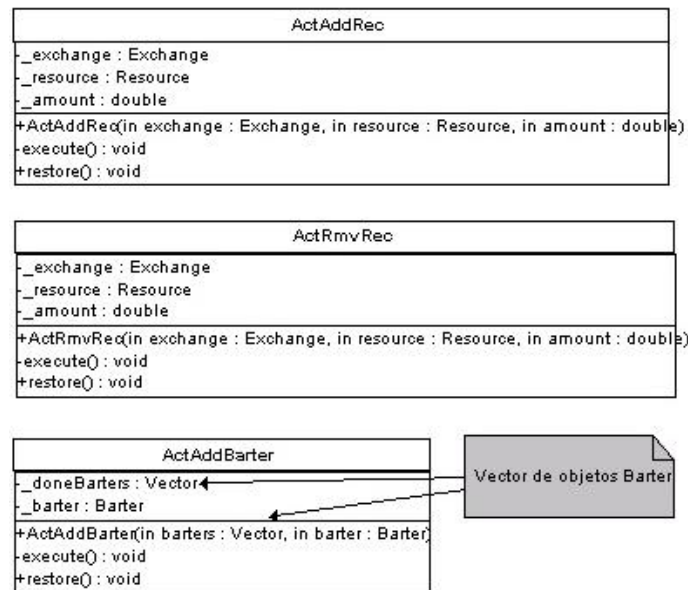 ActAddRec
-_exchange : Exchange
-_resource : Resource
-_amount : double
+ActAddRec(in exchange : Exchange, in resource : Resource, in amount : double)
-execute() : void
+restore() : void
ActRmvRec
-_exchange : Exchange
-_resource : Resource
-_amount : double
+ActRmvRec(in exchange : Exchange, in resource : Resource, in amount : double)
-execute() : void
+restore() : void
ActAddBarter
-_doneBarters : Vector
-_barter : Barter
+ActAddBarter(in barters : Vector, in barter : Barter)
-execute() : void
+restore() : void
Vector de objetos Barter